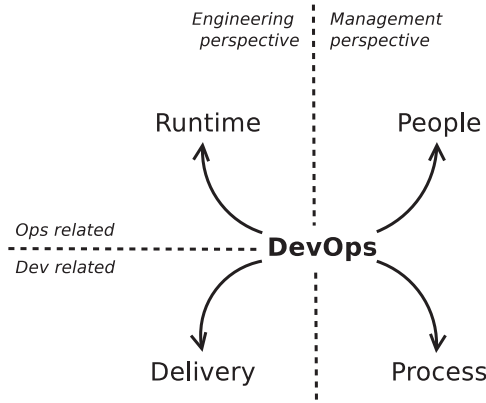 Engineering
perspective
Management
perspective
Runtime
People
Ops related
DevOps
Dev related
Delivery
Process